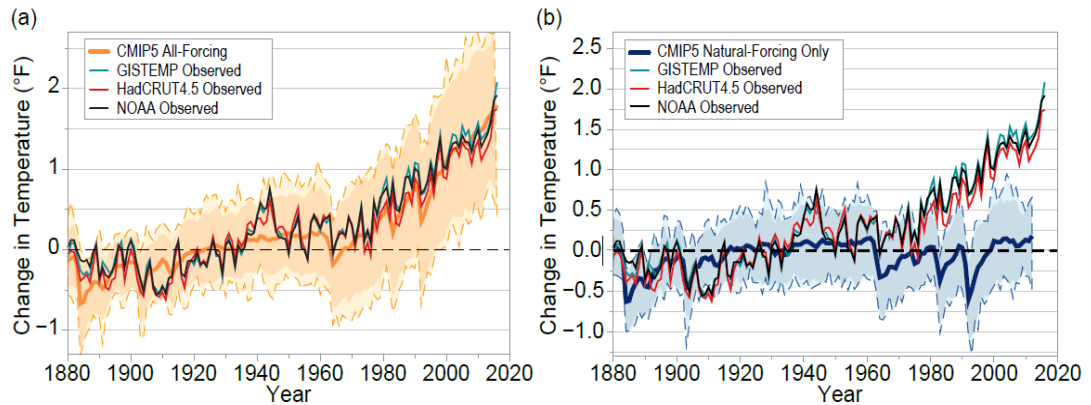 (a)
CMIP5 All-Forcing
GISTEMP Observed
HadCRUT4.5 Observed
NOAA Observed
Change in Temperature (°F)
2
1
0
−1
1880 1900 1920 1940 1960 1980 2000 2020
Year
(b)
CMIP5 Natural-Forcing Only
GISTEMP Observed
HadCRUT4.5 Observed
NOAA Observed
Change in Temperature (°F)
2.5
2.0
1.5
1.0
0.5
0.0
−0.5
−1.0
1880 1900 1920 1940 1960 1980 2000 2020
Year